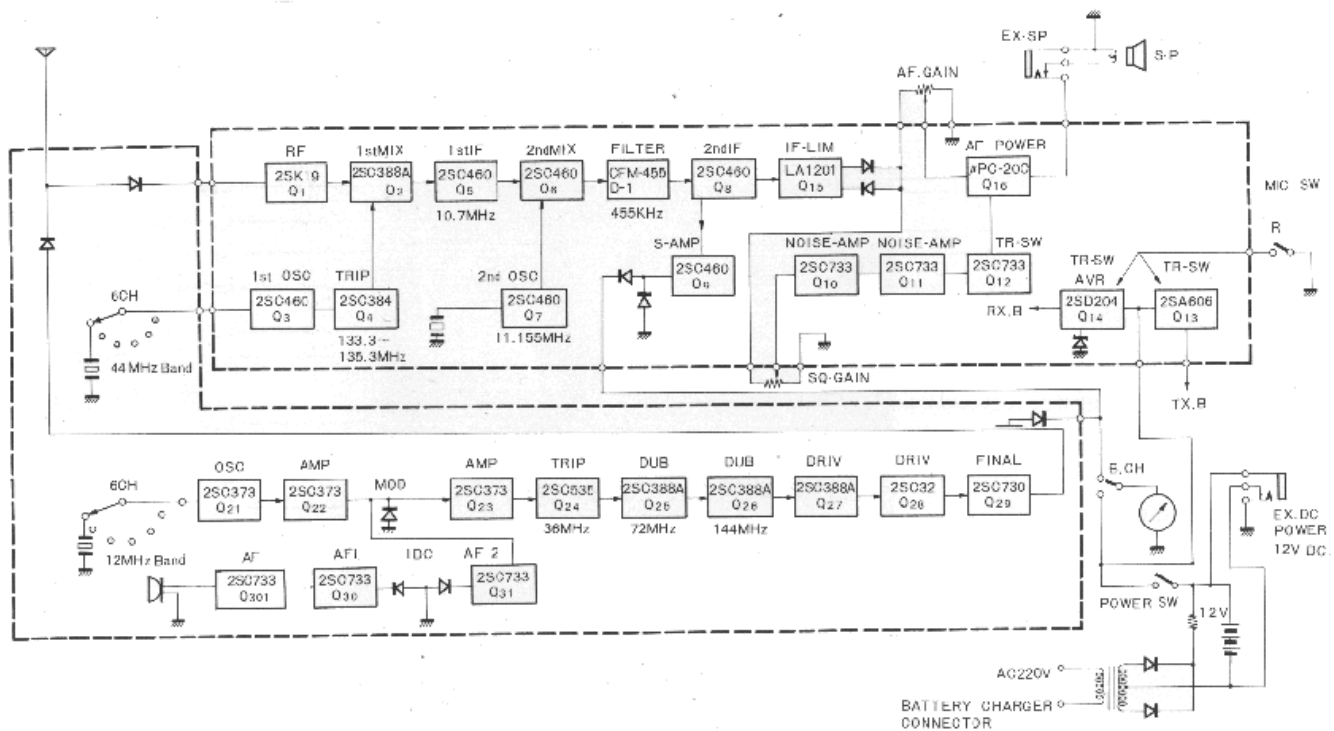 EX-SP
S-P
AF.GAIN
RF
2SK19
Q1
1stMIX
2SC388A
Q2
1stIF
2SC460
Q5
10.7MHz
2ndMIX
2SC460
Q6
FILTER
CFM-455
D-1
455KHz
2ndIF
2SC460
Q8
IF-LIM
LA1201
Q15
AF POWER
μPC-20C
Q16
MIC SW
R
1st OSC
2SC460
Q3
TRIP
2SC384
Q4
133.3~
135.3MHz
2nd OSC
2SC460
Q7
11.155MHz
S-AMP
2SC460
Q9
NOISE-AMP
2SC733
Q10
NOISE-AMP
2SC733
Q11
TR-SW
2SC733
Q12
TR-SW
AVR
2SD204
Q14
TR-SW
2SA606
Q13
RX.B
TX.B
6CH
44MHz Band
SQ-GAIN
OSC
2SC373
Q21
AMP
2SC373
Q22
MOD
AMP
2SC373
Q23
TRIP
2SC535
Q24
36MHz
DUB
2SC388A
Q25
72MHz
DUB
2SC388A
Q26
144MHz
DRIV
2SC388A
Q27
DRIV
2SC32
Q28
FINAL
2SC730
Q29
6CH
12MHz Band
AF
2SC733
Q301
AF1
2SC733
Q30
IDC
AF 2
2SC733
Q31
B.CH
EX.DC
POWER
12V DC.
POWER SW
12V
AC220V
BATTERY CHARGER
CONNECTOR